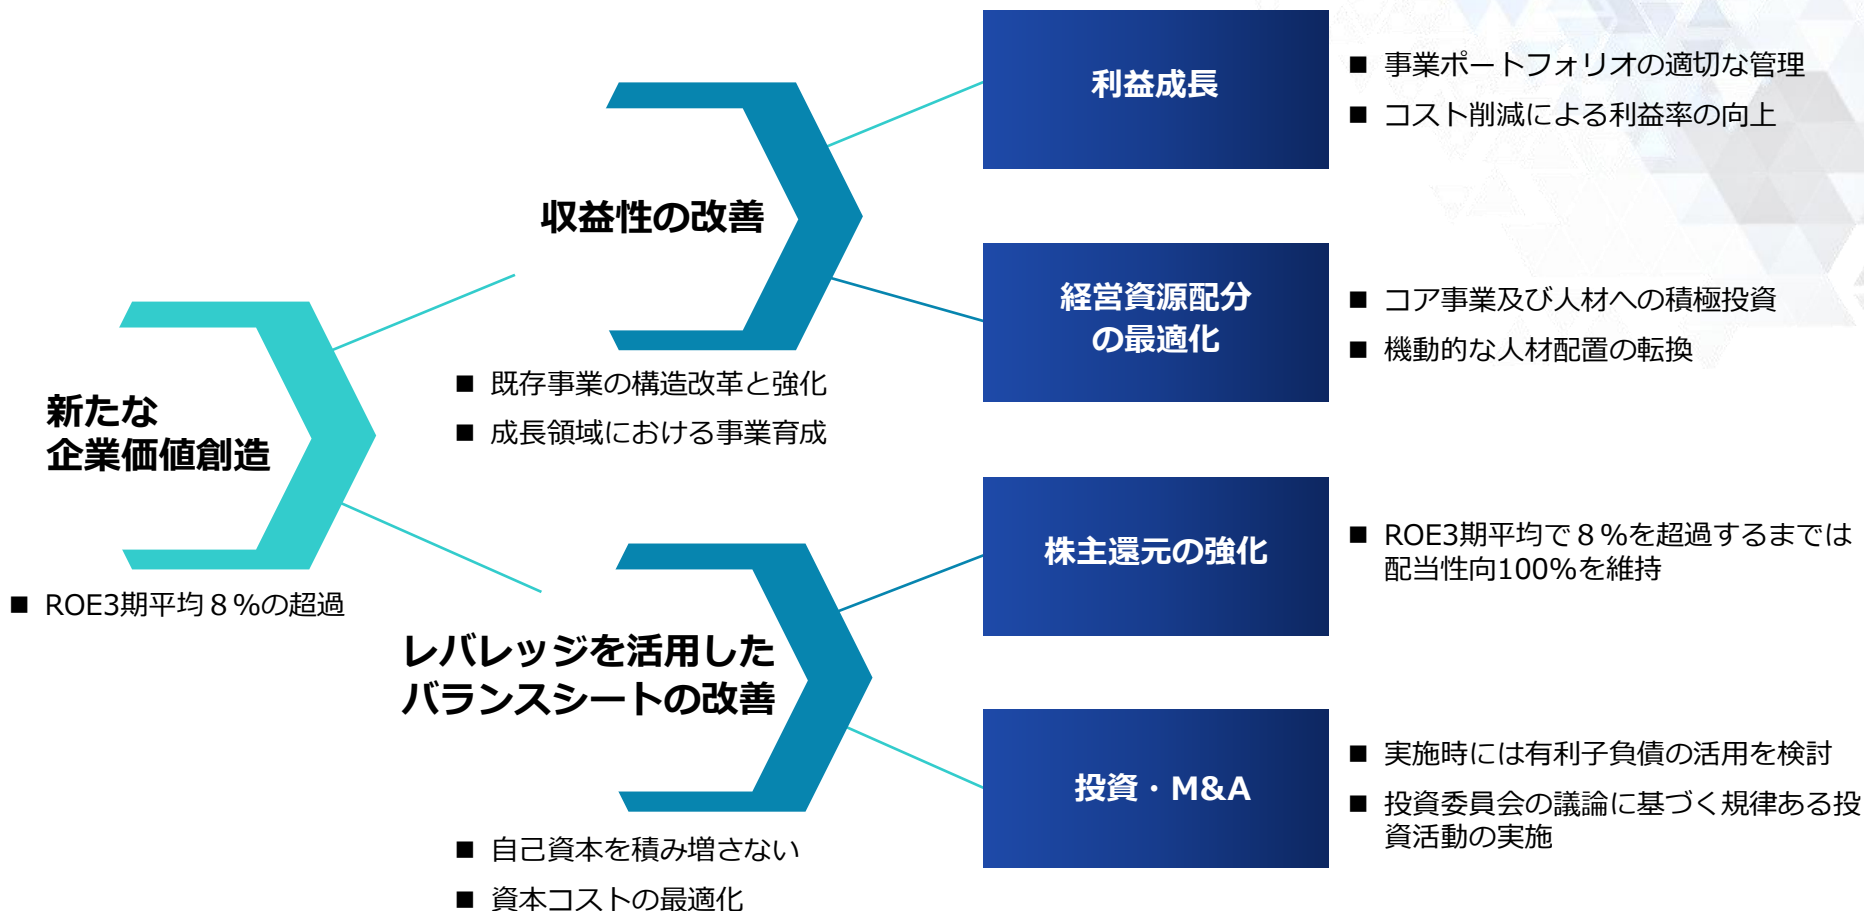 新たな
企業価値創造
■ ROE3期平均８%の超過
収益性の改善
■ 既存事業の構造改革と強化
■ 成長領域における事業育成
レバレッジを活用した
バランスシートの改善
■ 自己資本を積み増さない
■ 資本コストの最適化
利益成長
■ 事業ポートフォリオの適切な管理
■ コスト削減による利益率の向上
経営資源配分
の最適化
■ コア事業及び人材への積極投資
■ 機動的な人材配置の転換
株主還元の強化
■ ROE3期平均で８%を超過するまでは
配当性向100%を維持
投資・M&A
■ 実施時には有利子負債の活用を検討
■ 投資委員会の議論に基づく規律ある投
資活動の実施